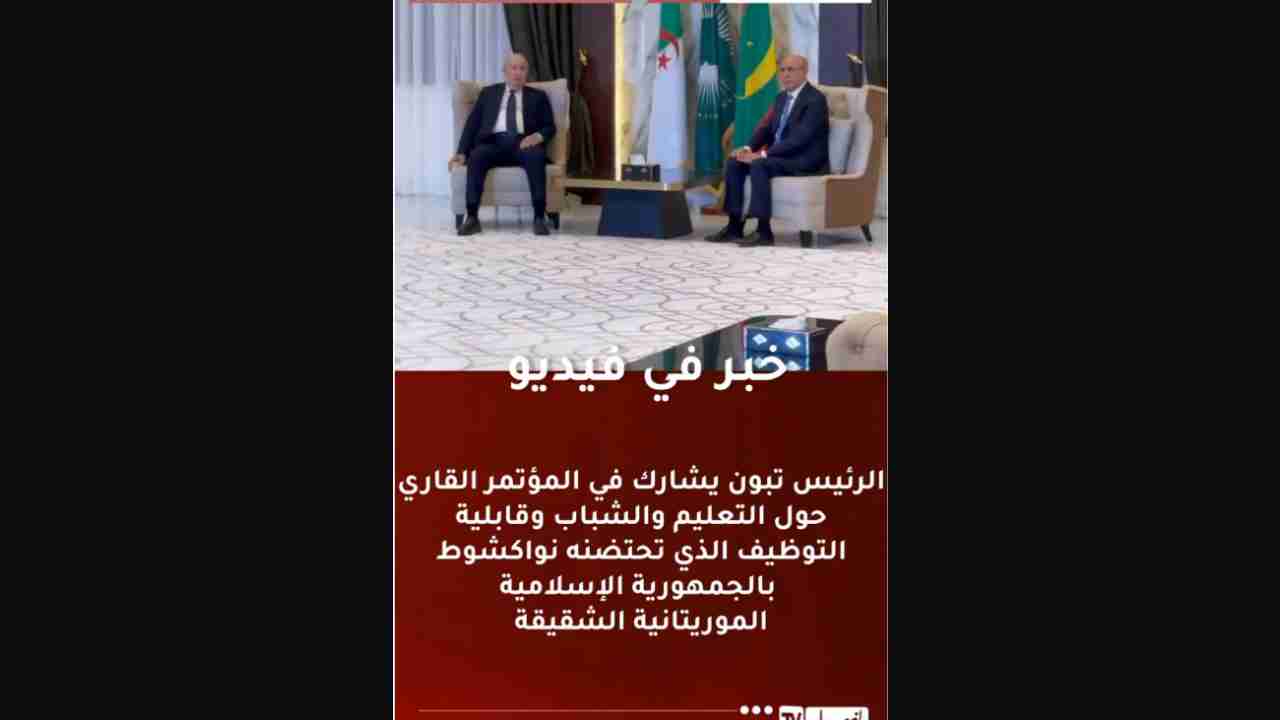 خبر في فيديو
الرئيس تبون يشارك في المؤتمر القاري
حول التعليم والشباب وقابلية
التوظيف الذي تحتضنه نواكشوط
بالجمهورية الإسلامية
الموريتانية الشقيقة